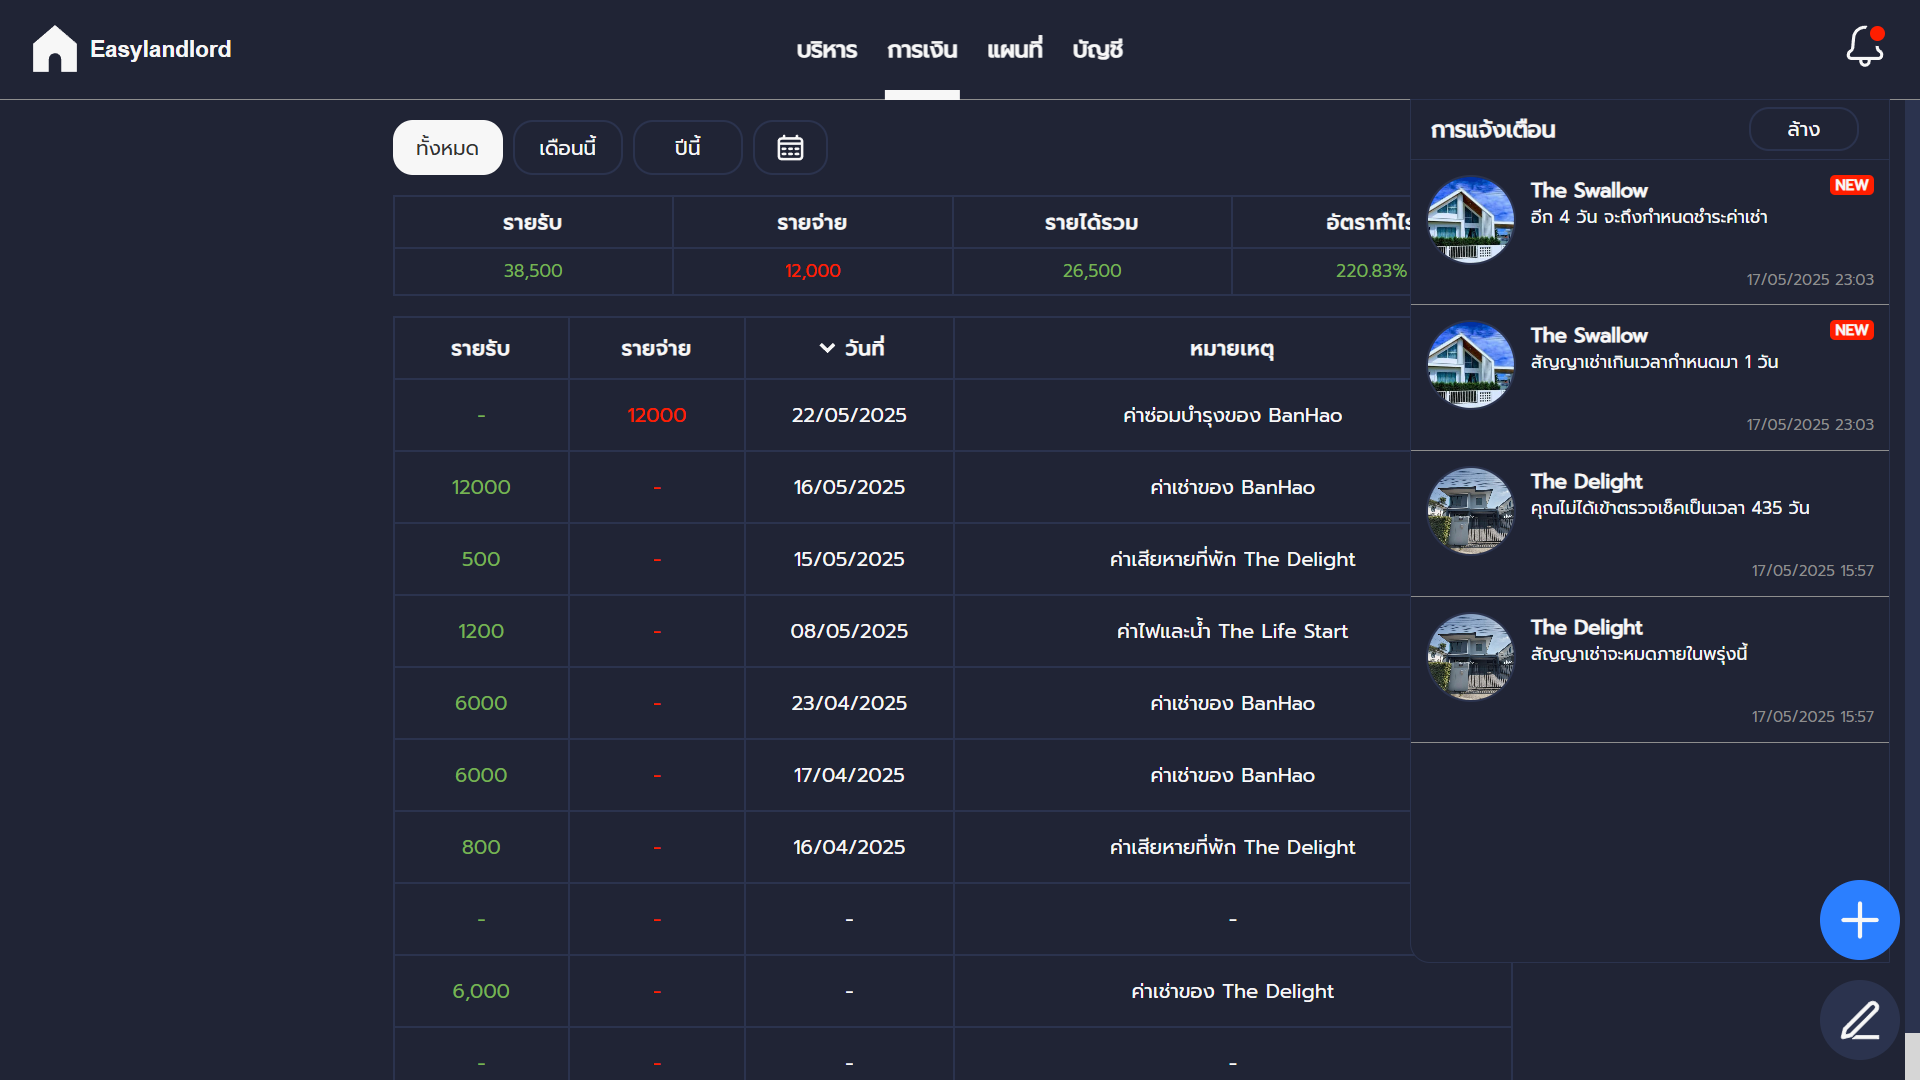 Easylandlord
บริหาร การเงิน แผนที่ บัญชี
ทั้งหมด เดือนนี้ ปีนี้
รายรับ รายจ่าย รายได้รวม อัตรากำไร
38,500 12,000 26,500 220.83%
รายรับ รายจ่าย วันที่ หมายเหตุ
- 12000 22/05/2025 ค่าซ่อมบำรุงของ BanHao
12000 - 16/05/2025 ค่าเช่าของ BanHao
500 - 15/05/2025 ค่าเสียหายที่พัก The Delight
1200 - 08/05/2025 ค่าไฟและน้ำ The Life Start
6000 - 23/04/2025 ค่าเช่าของ BanHao
6000 - 17/04/2025 ค่าเช่าของ BanHao
800 - 16/04/2025 ค่าเสียหายที่พัก The Delight
- - - -
6,000 - - ค่าเช่าของ The Delight
- - - -
การแจ้งเตือน ล้าง
The Swallow NEW
อีก 4 วัน จะถึงกำหนดชำระค่าเช่า
17/05/2025 23:03
The Swallow NEW
สัญญาเช่าเกินเวลากำหนดมา 1 วัน
17/05/2025 23:03
The Delight
คุณไม่ได้เข้าตรวจเช็คเป็นเวลา 435 วัน
17/05/2025 15:57
The Delight
สัญญาเช่าจะหมดภายในพรุ่งนี้
17/05/2025 15:57